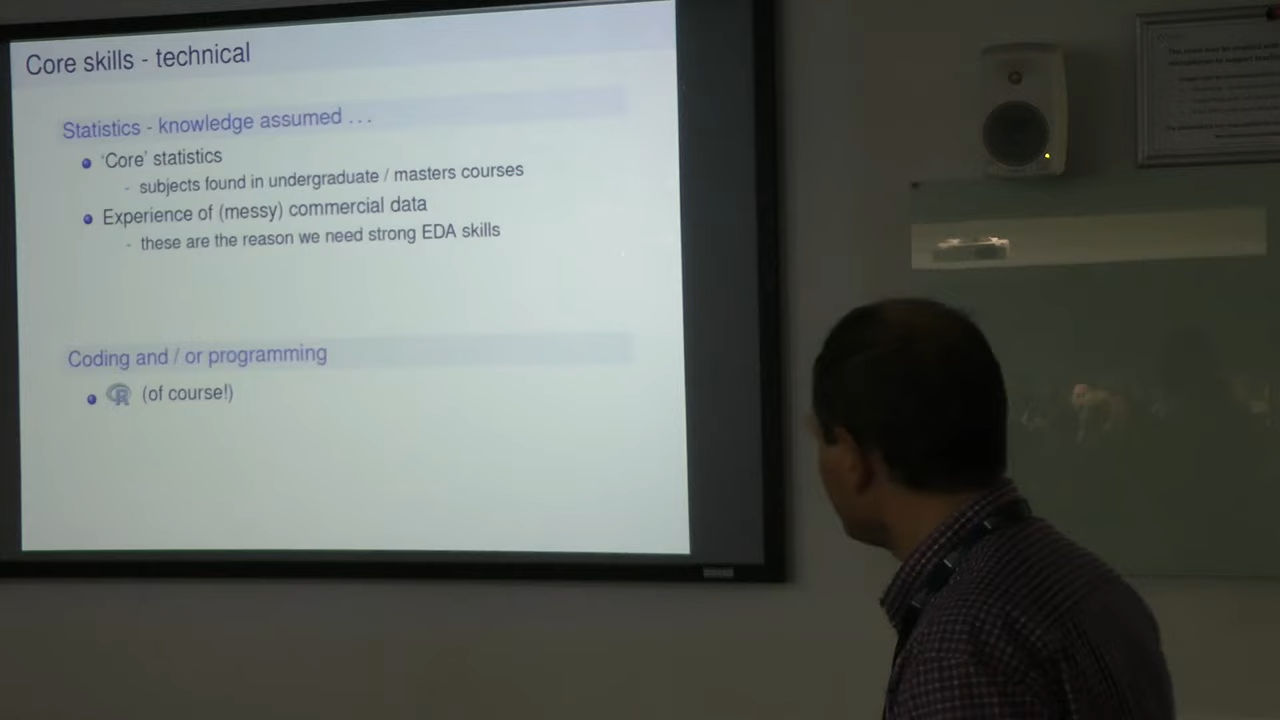 Core skills - technical
Statistics - knowledge assumed . . .
'Core' statistics
- subjects found in undergraduate / masters courses
Experience of (messy) commercial data
- these are the reason we need strong EDA skills
Coding and / or programming
R (of course!)